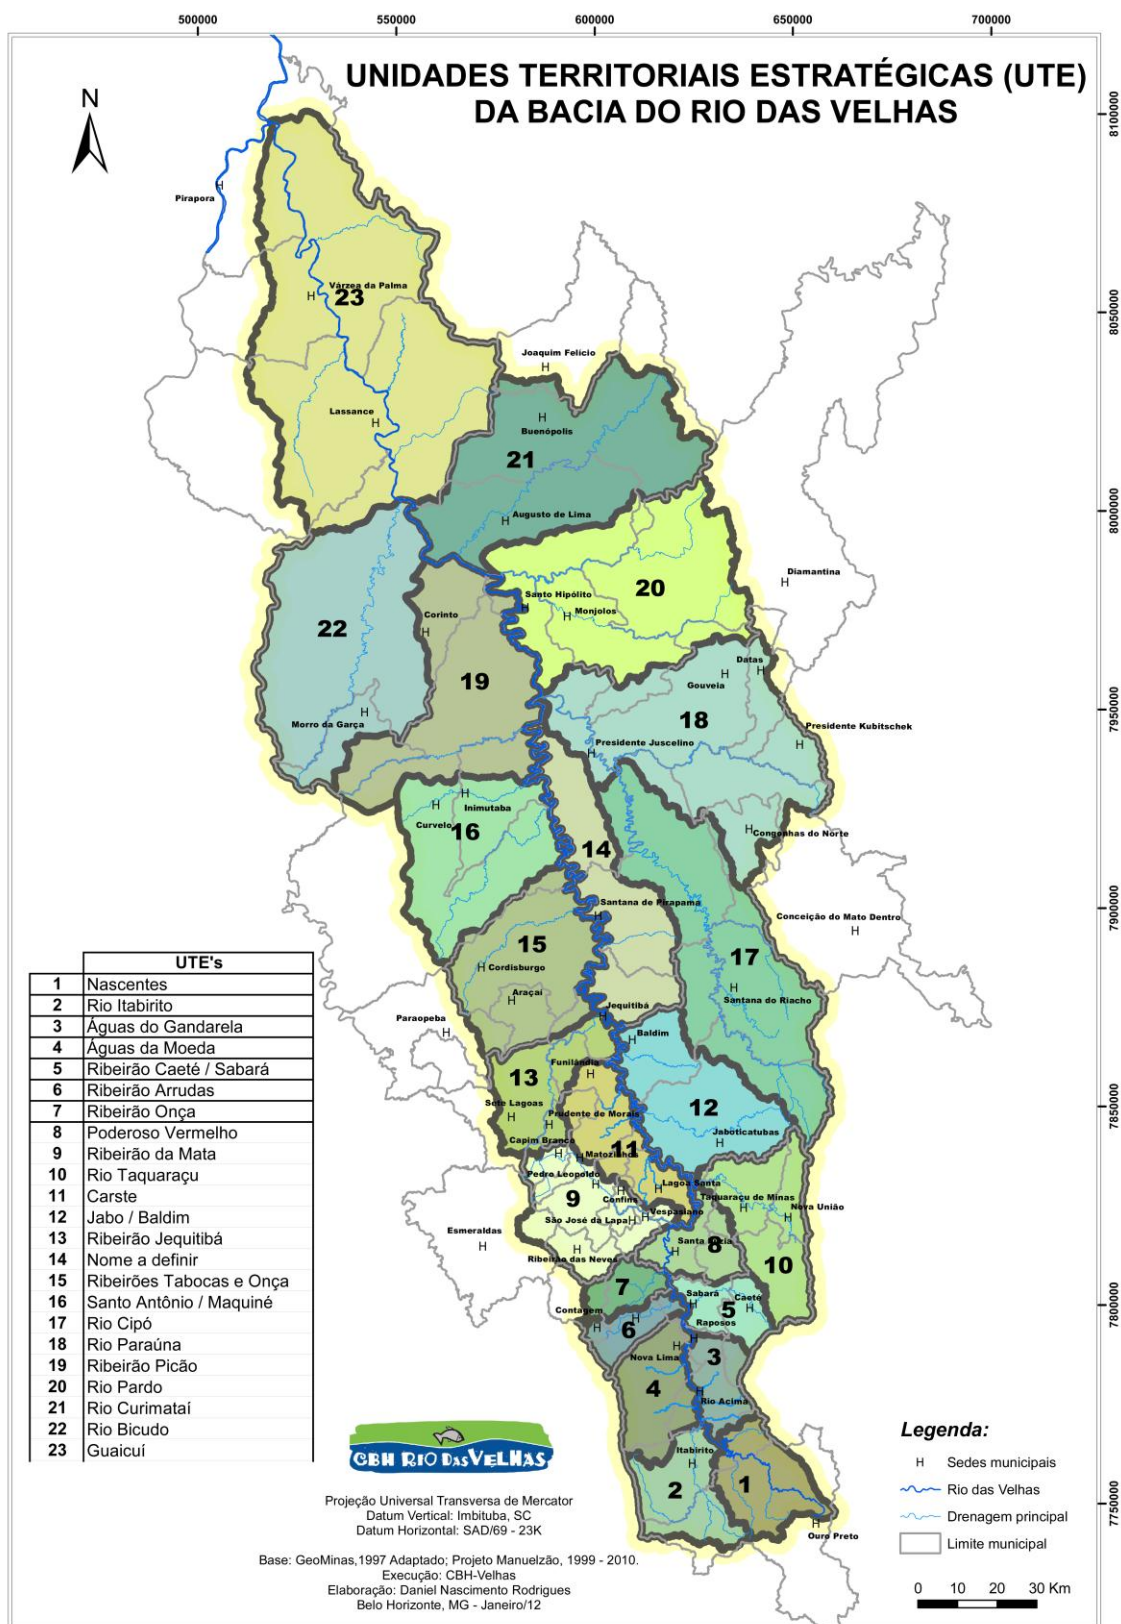 500000 550000 600000 650000 700000
UNIDADES TERRITORIAIS ESTRATÉGICAS (UTE)
DA BACIA DO RIO DAS VELHAS
N
8100000
Pirapora
H
Várzea da Palma
H
23
8050000
Joaquim Felício
H
Lassance
H
H
Buenópolis
21
8000000
Augusto de Lima
H
Diamantina
H
20
Santo Hipólito
H
Monjolos
H
Corinto
H
22
Datas
H
Gouveia
H
19
7950000
18
Morro da Garça
H
Presidente Kubitschek
H
Presidente Juscelino
H
Inimutaba
H
Curvelo
H
16
Congonhas do Norte
H
14
7900000
Santana de Pirapama
H
Conceição do Mato Dentro
H
15
17
Cordisburgo
H
Araçaí
H
Santana do Riacho
H
Jequitibá
H
Paraopeba
H
Baldim
H
Funilândia
H
13
12
7850000
Sete Lagoas
H
Prudente de Morais
H
Jaboticatubas
H
Capim Branco
H
11
Matozinhos
H
Pedro Leopoldo
H
Lagoa Santa
H
Confins
H
Taquaraçu de Minas
H
Nova União
H
9
Vespasiano
H
São José da Lapa
H
Esmeraldas
H
Santa Luzia
H
8
Ribeirão das Neves
H
10
7
Sabará
H
Caeté
H
7800000
Contagem
H
H
5
Raposos
H
6
Nova Lima
H
3
4
Rio Acima
H
Itabirito
H
2
1
7750000
Ouro Preto
H
UTE's
1 Nascentes
2 Rio Itabirito
3 Águas do Gandarela
4 Águas da Moeda
5 Ribeirão Caeté / Sabará
6 Ribeirão Arrudas
7 Ribeirão Onça
8 Poderoso Vermelho
9 Ribeirão da Mata
10 Rio Taquaraçu
11 Carste
12 Jabo / Baldim
13 Ribeirão Jequitibá
14 Nome a definir
15 Ribeirões Tabocas e Onça
16 Santo Antônio / Maquiné
17 Rio Cipó
18 Rio Paraúna
19 Ribeirão Picão
20 Rio Pardo
21 Rio Curimataí
22 Rio Bicudo
23 Guaicuí
CBH RIO DAS VELHAS
Projeção Universal Transversa de Mercator
Datum Vertical: Imbituba, SC
Datum Horizontal: SAD/69 - 23K
Base: GeoMinas,1997 Adaptado; Projeto Manuelzão, 1999 - 2010.
Execução: CBH-Velhas
Elaboração: Daniel Nascimento Rodrigues
Belo Horizonte, MG - Janeiro/12
Legenda:
H Sedes municipais
Rio das Velhas
Drenagem principal
Limite municipal
0 10 20 30 Km